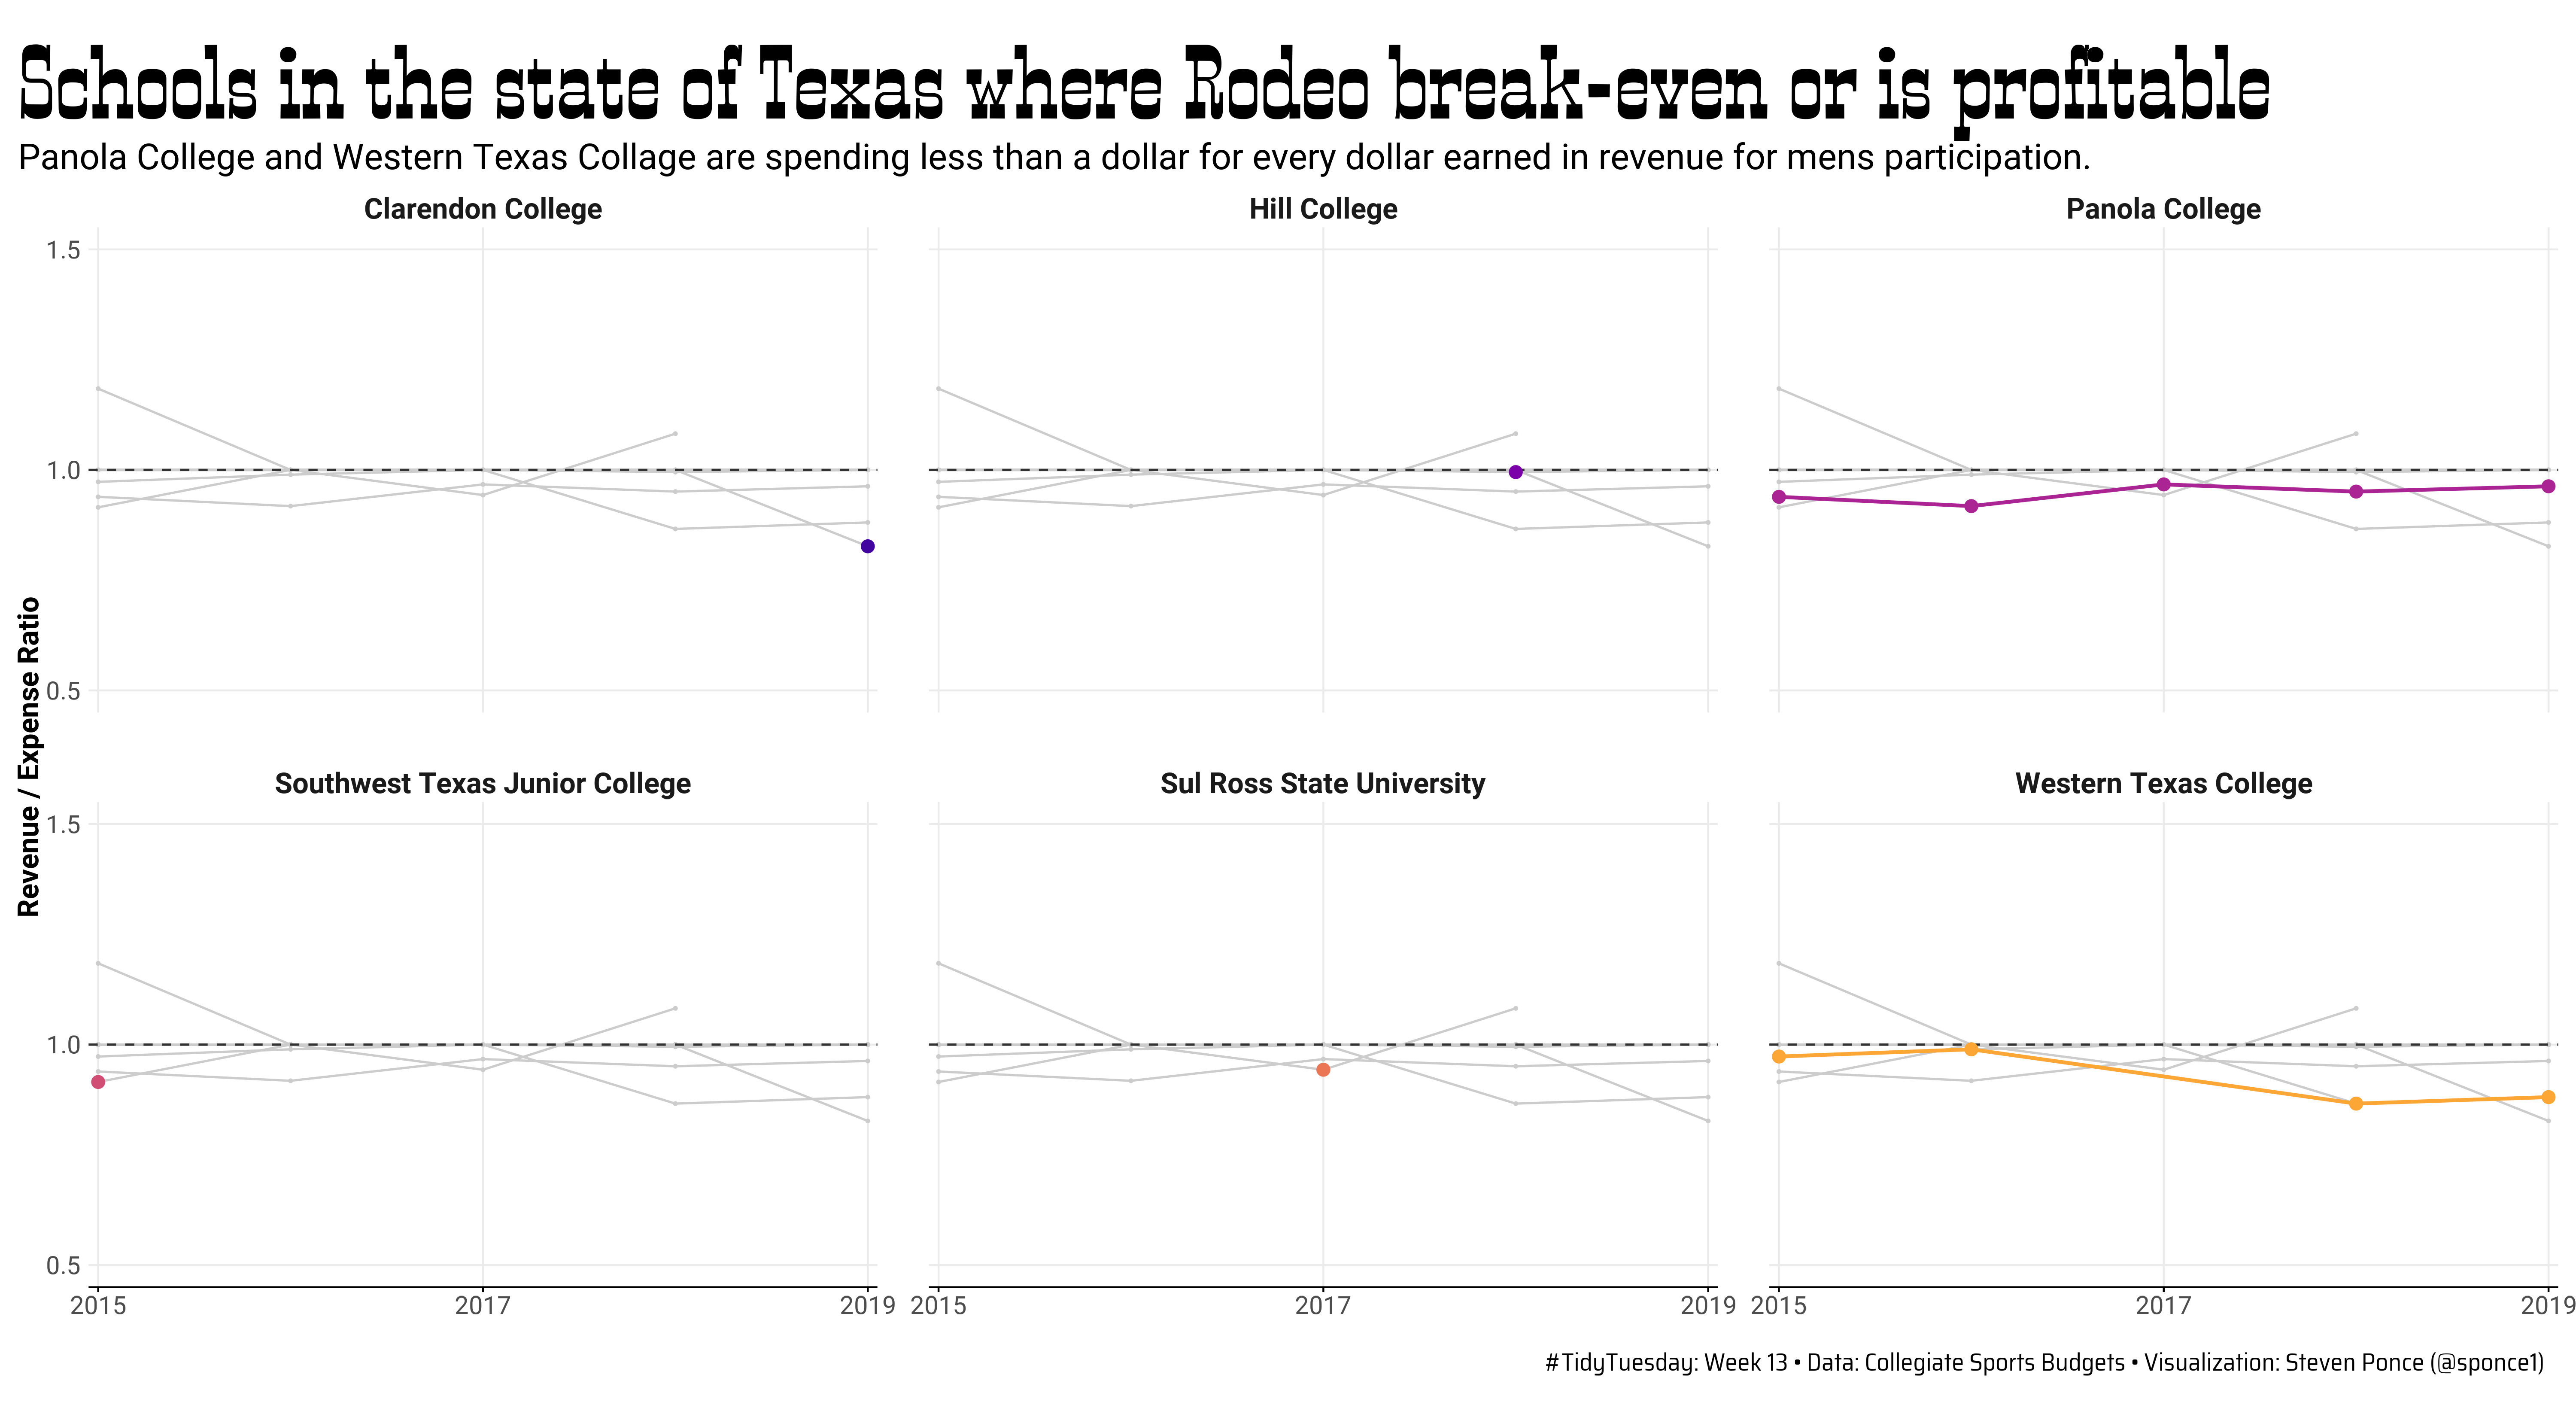 Schools in the state of Texas where Rodeo break-even or is profitable
Panola College and Western Texas Collage are spending less than a dollar for every dollar earned in revenue for mens participation.
Revenue / Expense Ratio
Clarendon College
Hill College
Panola College
1.5
1.0
0.5
Southwest Texas Junior College
Sul Ross State University
Western Texas College
1.5
1.0
0.5
2015 2017 2019 2015 2017 2019 2015 2017 2019
#TidyTuesday: Week 13 • Data: Collegiate Sports Budgets • Visualization: Steven Ponce (@sponce1)